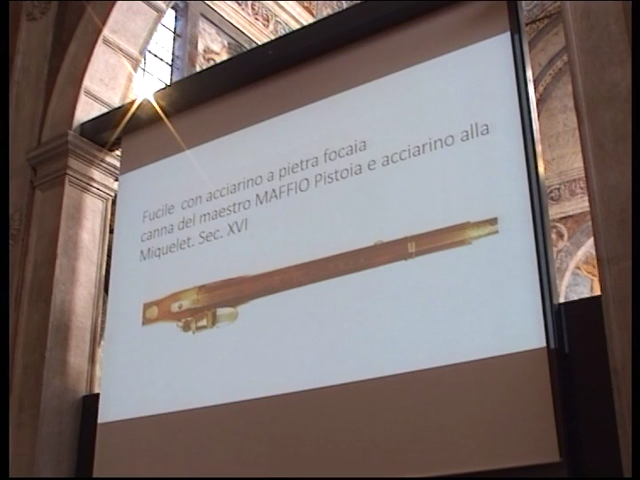 Fucile con acciarino a pietra focaia
canna del maestro MAFFIO Pistoia e acciarino alla
Miquelet. Sec. XVI